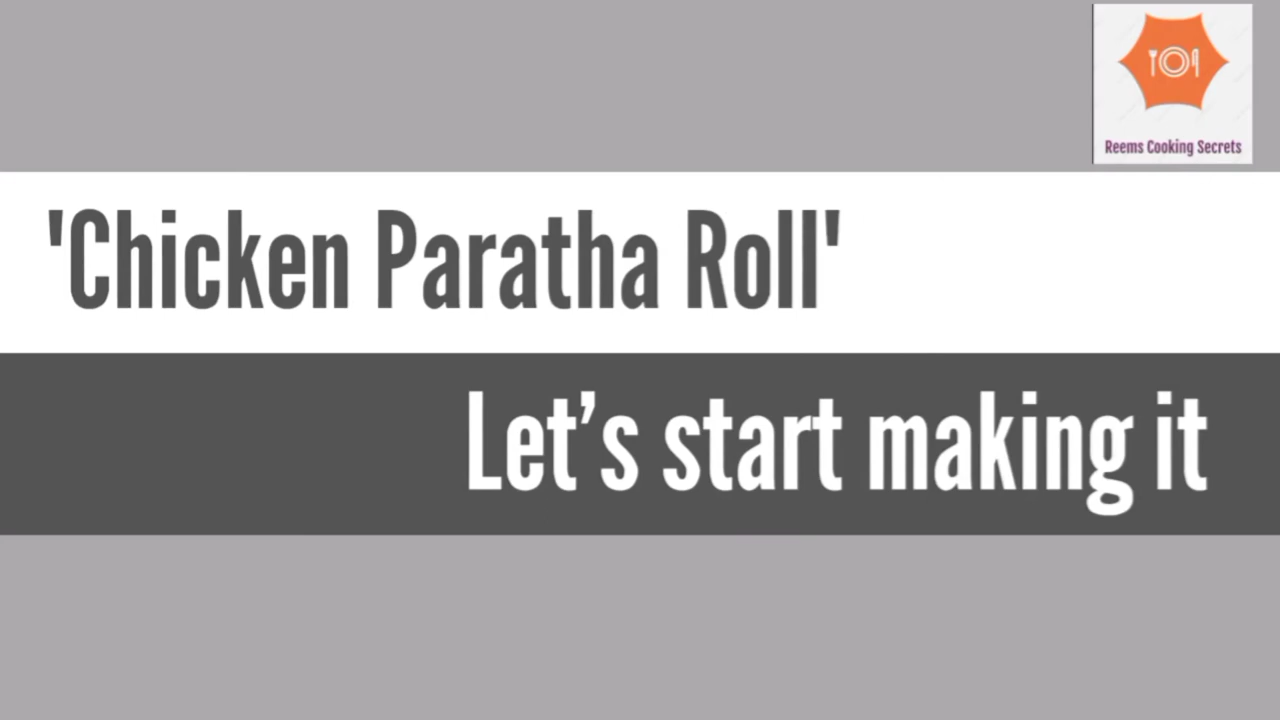 Reems Cooking Secrets
'Chicken Paratha Roll'
Let’s start making it